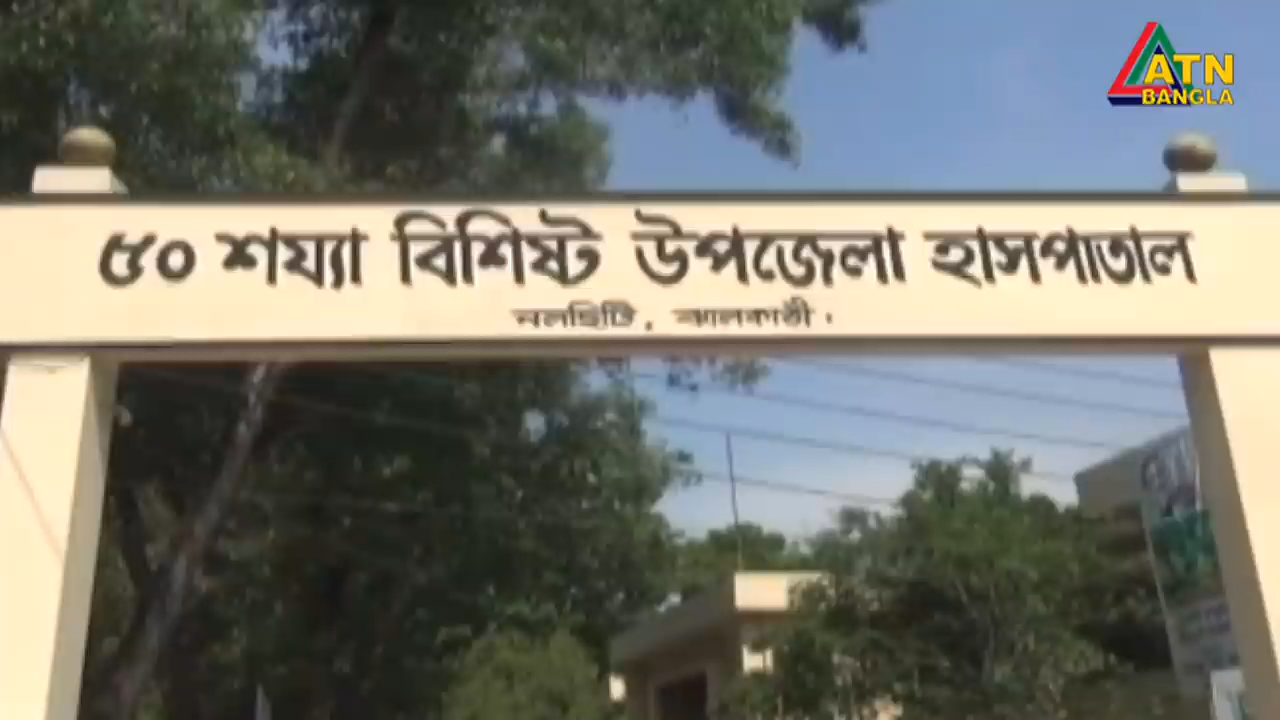 ATN
BANGLA
৫০ শয্যা বিশিষ্ট উপজেলা হাসপাতাল
নলছিটি, ঝালকাঠী।